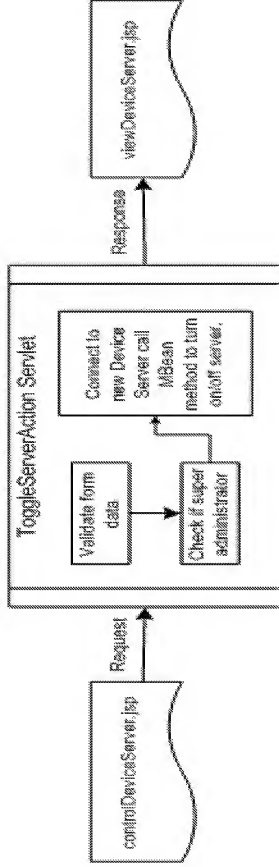 controlDeviceServer.jsp
Request
ToggleServerAction Servlet
Validate form
data
Check if super
administrator
Connect to
new Device
Server call
MBean
method to turn
on/off server.
Response
viewDeviceServer.jsp